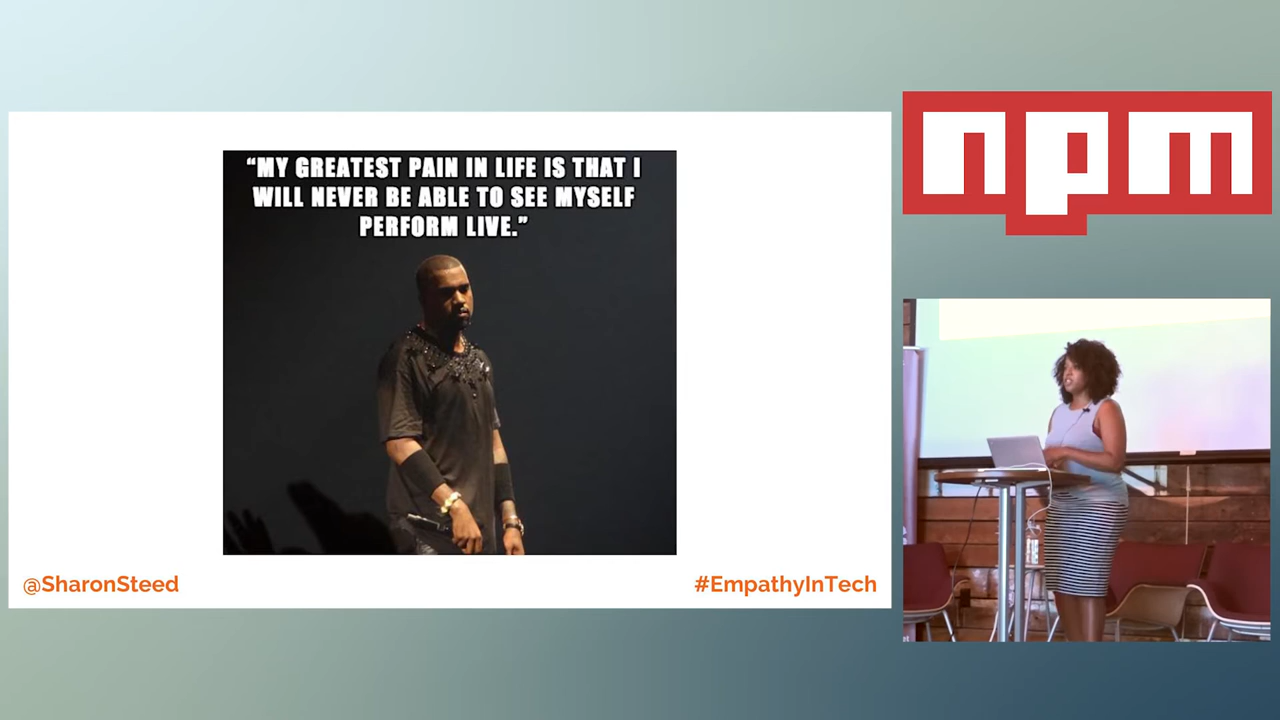 “MY GREATEST PAIN IN LIFE IS THAT I
WILL NEVER BE ABLE TO SEE MYSELF
PERFORM LIVE.”
@SharonSteed
#EmpathyInTech
npm